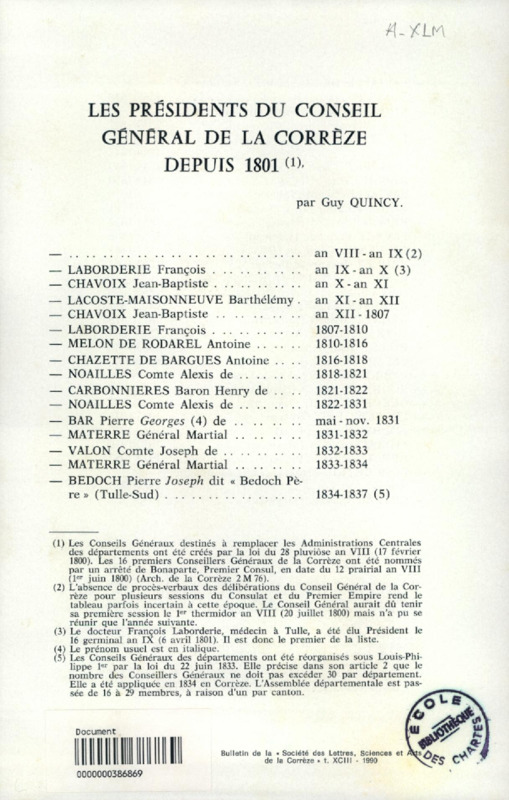 A-XLM
LES PRÉSIDENTS DU CONSEIL
GÉNÉRAL DE LA CORRÈZE
DEPUIS 1801 (1).
par Guy QUINCY.
— .. .. .. .. .. .. .. .. .. .. .. .. .. .. .. .. an VIII - an IX (2)
— LABORDERIE François . .. .. .. .. .. an IX - an X (3)
— CHAVOIX Jean-Baptiste . .. .. .. .. .. an X - an XI
— LACOSTE-MAISONNEUVE Barthélémy . an XI - an XII
— CHAVOIX Jean-Baptiste .. .. .. .. .. .. an XII - 1807
— LABORDERIE François . .. .. .. .. .. 1807-1810
— MELON DE RODAREL Antoine .. .. .. .. 1810-1816
— CHAZETTE DE BARGUES Antoine .. .. 1816-1818
— NOAILLES Comte Alexis de .. .. .. .. 1818-1821
— CARBONNIERES Baron Henry de .. .. 1821-1822
— NOAILLES Comte Alexis de .. .. .. .. 1822-1831
— BAR Pierre Georges (4) de .. .. .. .. mai - nov. 1831
— MATERRE Général Martial .. .. .. .. 1831-1832
— VALON Comte Joseph de .. .. .. .. 1832-1833
— MATERRE Général Martial .. .. .. .. 1833-1834
— BEDOCH Pierre Joseph dit « Bedoch Pè-
re » (Tulle-Sud) . .. .. .. .. .. .. .. .. 1834-1837 (5)
(1) Les Conseils Généraux destinés à remplacer les Administrations Centrales
des départements ont été créés par la loi du 28 pluviôse an VIII (17 février
1800). Les 16 premiers Conseillers Généraux de la Corrèze ont été nommés
par un arrêté de Bonaparte, Premier Consul, en date du 12 prairial an VIII
(1er juin 1800) (Arch. de la Corrèze 2 M 76).
(2) L'absence de procès-verbaux des délibérations du Conseil Général de la Cor-
rèze pour plusieurs sessions du Consulat et du Premier Empire rend le
tableau parfois incertain à cette époque. Le Conseil Général aurait dû tenir
sa première session le 1er thermidor an VIII (20 juillet 1800) mais n'a pu se
réunir que l'année suivante.
(3) Le docteur François Laborderie, médecin à Tulle, a été élu Président le
16 germinal an IX (6 avril 1801). Il est donc le premier de la liste.
(4) Le prénom usuel est en italique.
(5) Les Conseils Généraux des départements ont été réorganisés sous Louis-Phi-
lippe 1er par la loi du 22 juin 1833. Elle précise dans son article 2 que le
nombre des Conseillers Généraux ne doit pas excéder 30 par département.
Elle a été appliquée en 1834 en Corrèze. L'Assemblée départementale est pas-
sée de 16 à 29 membres, à raison d'un par canton.
ÉCOLE
BIBLIOTHÈQUE
DES CHARTES
Document
0000000386869
Bulletin de la « Société des Lettres, Sciences et Arts
de la Corrèze » t. XCIII - 1990